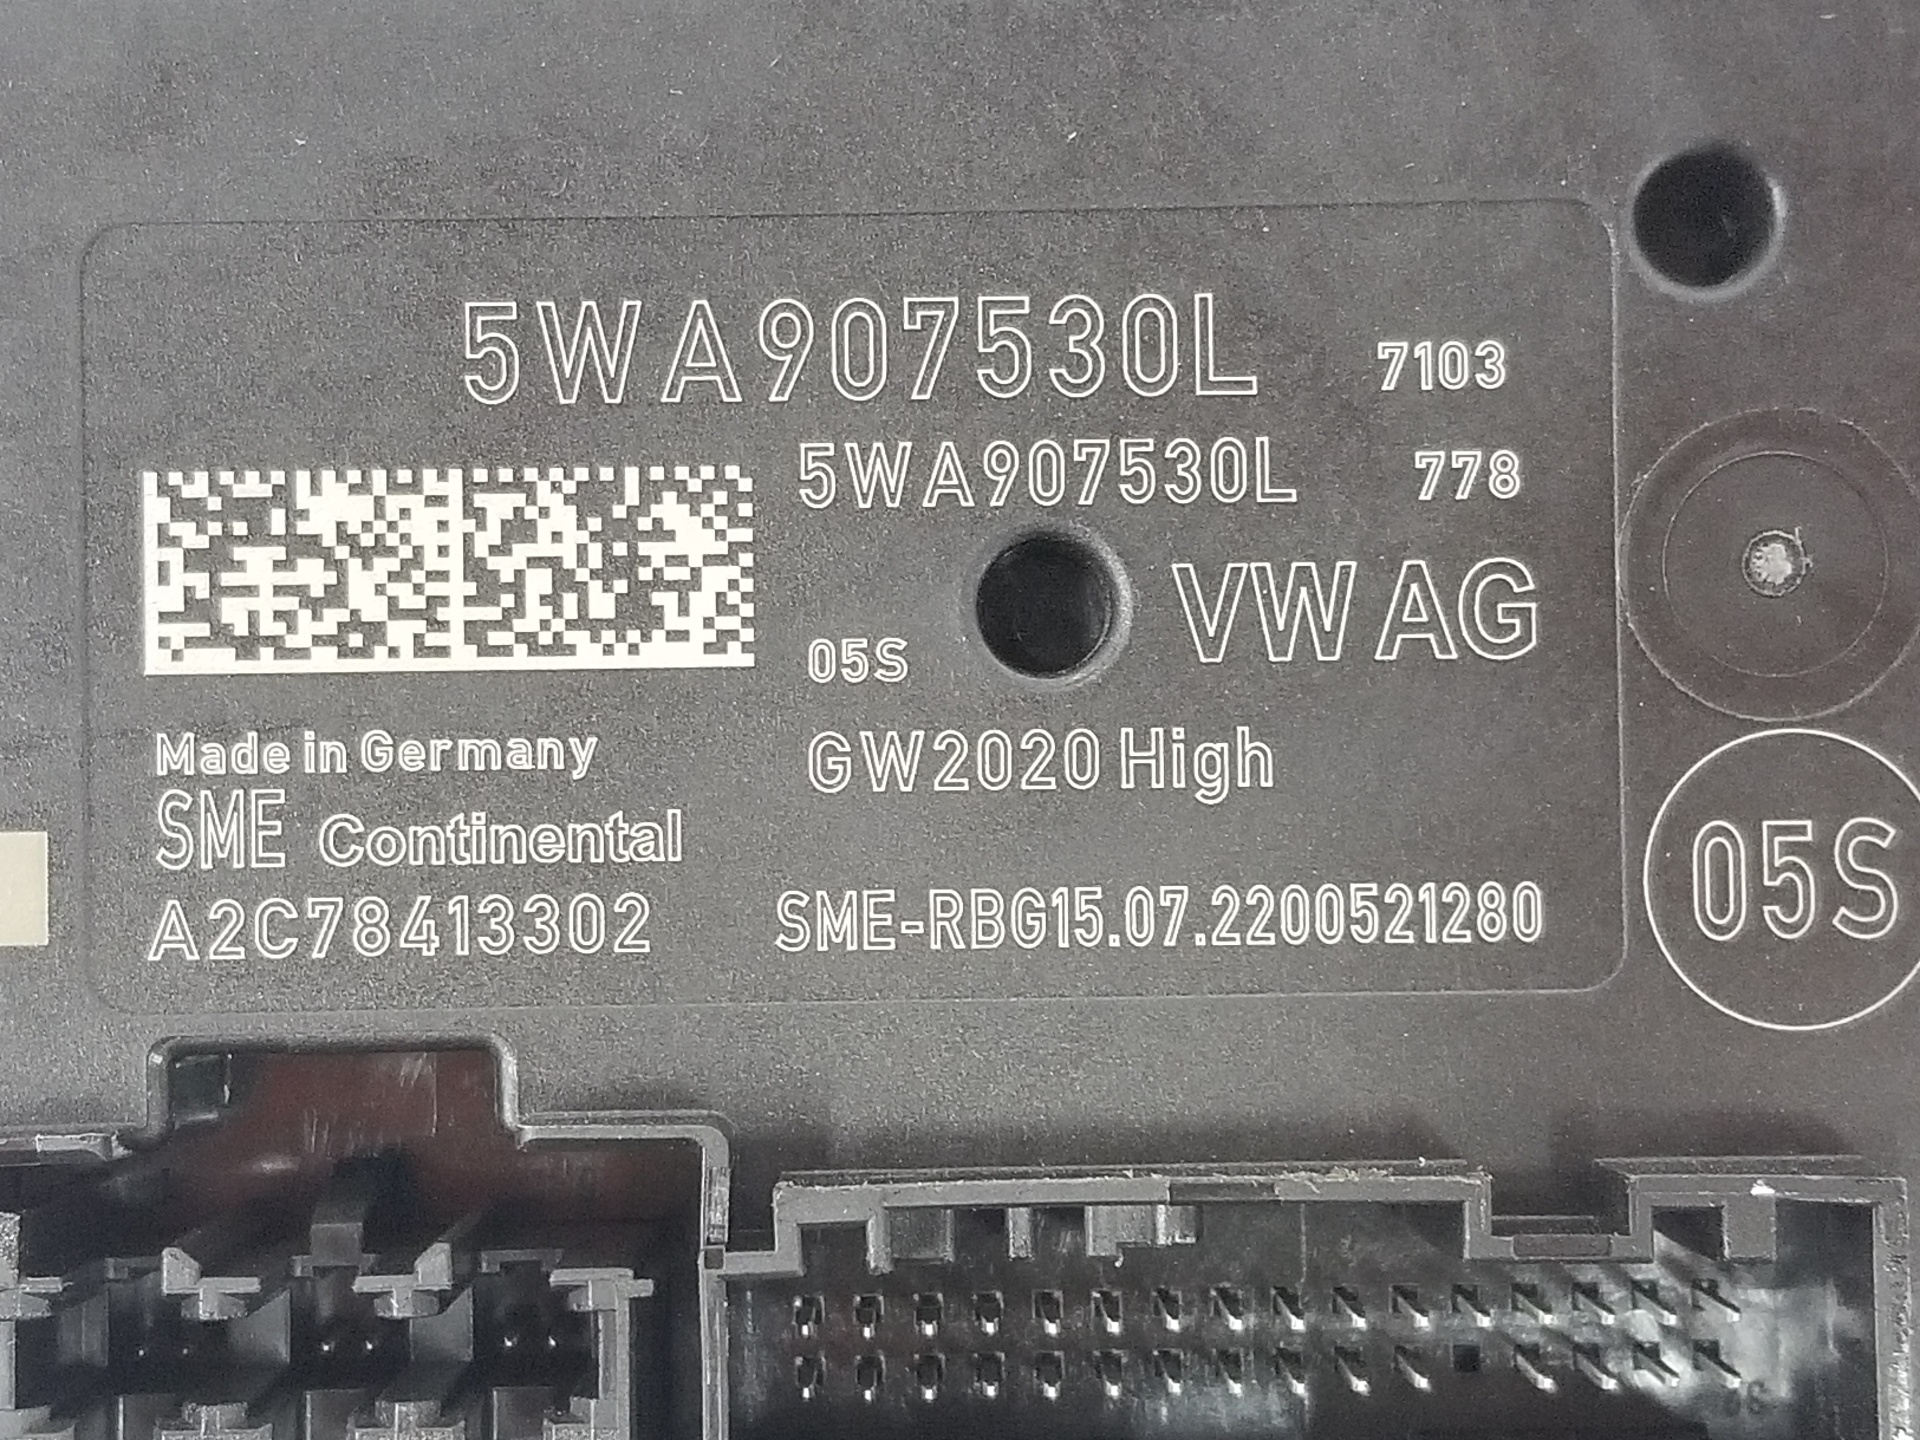 5WA907530L 7103
5WA907530L 778
VW AG
05S
Made in Germany
GW2020 High
SME Continental
A2C78413302
SME-RBG15.07.2200521280
05S